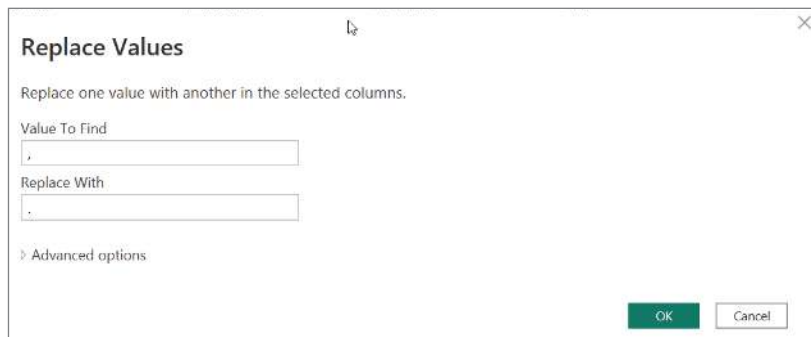 Replace Values
Replace one value with another in the selected columns.
Value To Find
,
Replace With
.
Advanced options
OK
Cancel